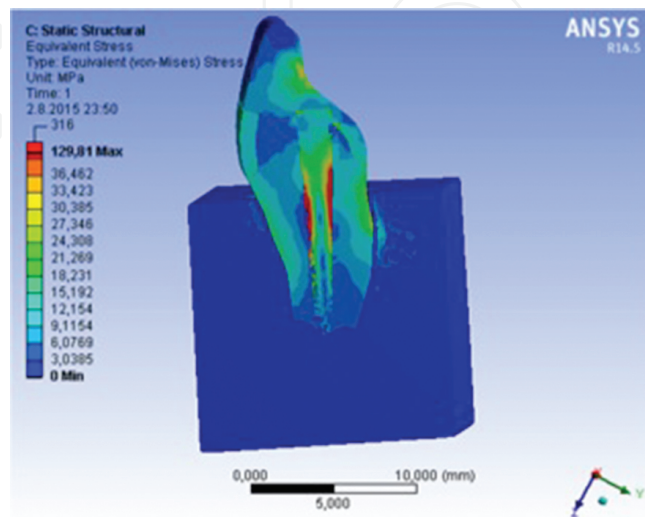 C: Static Structural
Equivalent Stress
Type: Equivalent (von-Mises) Stress
Unit: MPa
Time: 1
2.8.2015 23:50
316
129,81 Max
36,462
33,423
30,385
27,346
24,308
21,269
18,231
15,192
12,154
9,1154
6,0769
3,0385
0 Min
ANSYS
R14.5
0,000
10,000 (mm)
5,000
Y